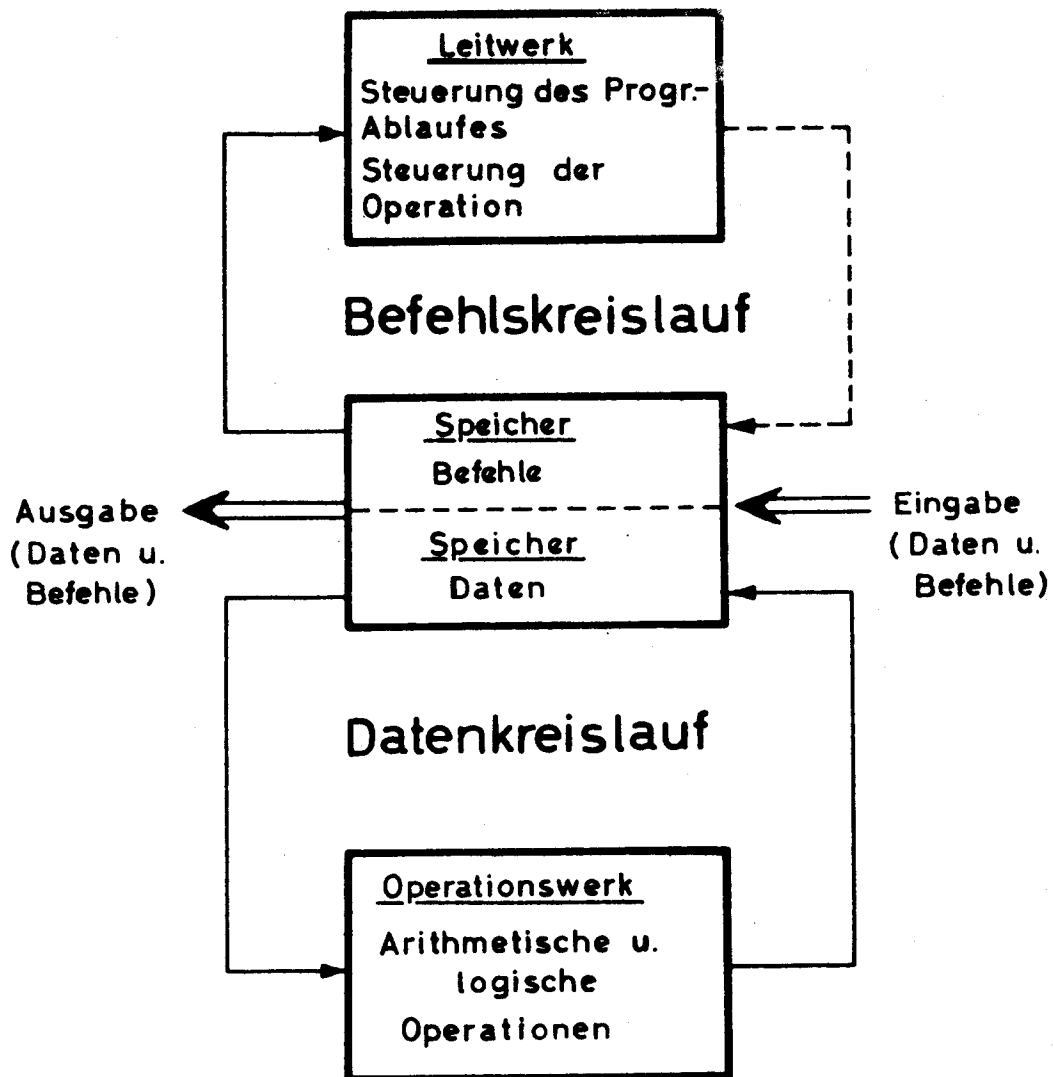 Leitwerk
Steuerung des Progr.-
Ablaufes
Steuerung der
Operation
Befehlskreislauf
Speicher
Befehle
Ausgabe
(Daten u.
Befehle)
Eingabe
(Daten u.
Befehle)
Speicher
Daten
Datenkreislauf
Operationswerk
Arithmetische u.
logische
Operationen